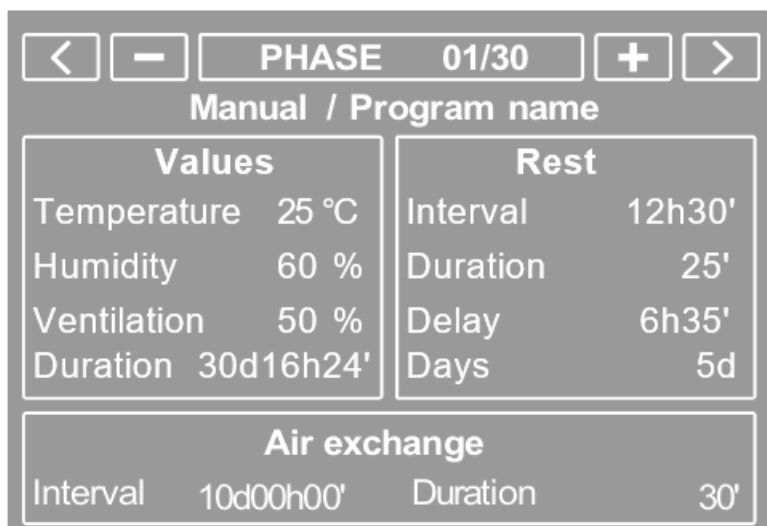 < − PHASE 01/30 + >
Manual / Program name
Values
Temperature 25 °C
Humidity 60 %
Ventilation 50 %
Duration 30d16h24'
Rest
Interval 12h30'
Duration 25'
Delay 6h35'
Days 5d
Air exchange
Interval 10d00h00' Duration 30'